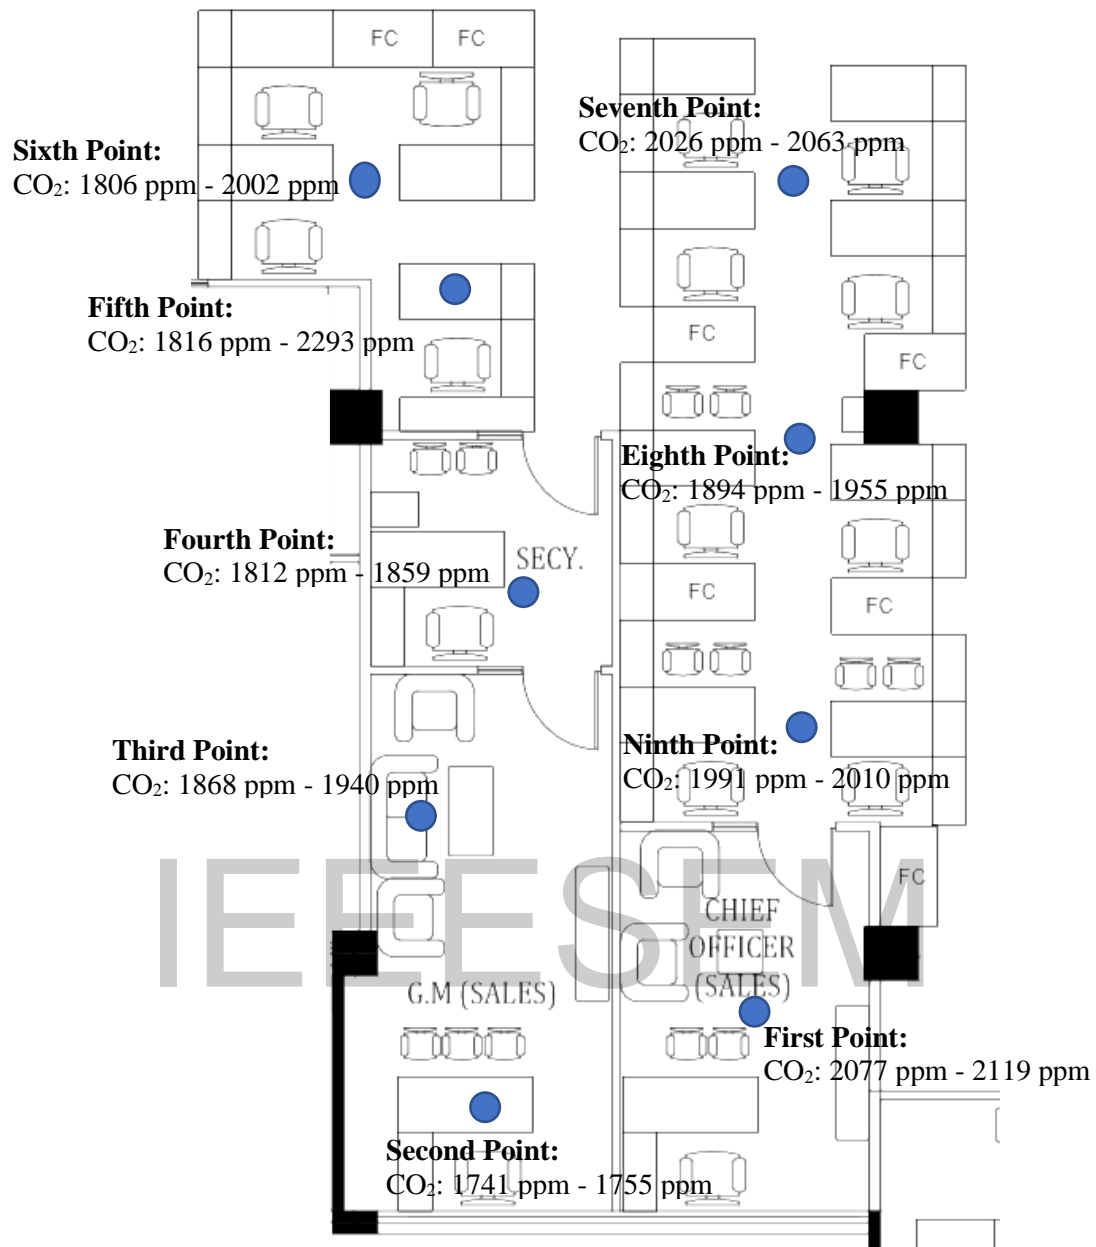 FC
FC
Seventh Point:
CO₂: 2026 ppm - 2063 ppm
Sixth Point:
CO₂: 1806 ppm - 2002 ppm
Fifth Point:
CO₂: 1816 ppm - 2293 ppm
FC
FC
Eighth Point:
CO₂: 1894 ppm - 1955 ppm
Fourth Point:
CO₂: 1812 ppm - 1859 ppm
SECY.
FC
FC
Third Point:
CO₂: 1868 ppm - 1940 ppm
Ninth Point:
CO₂: 1991 ppm - 2010 ppm
IEEESEM
FC
CHIEF
OFFICER
(SALES)
G.M (SALES)
First Point:
CO₂: 2077 ppm - 2119 ppm
Second Point:
CO₂: 1741 ppm - 1755 ppm